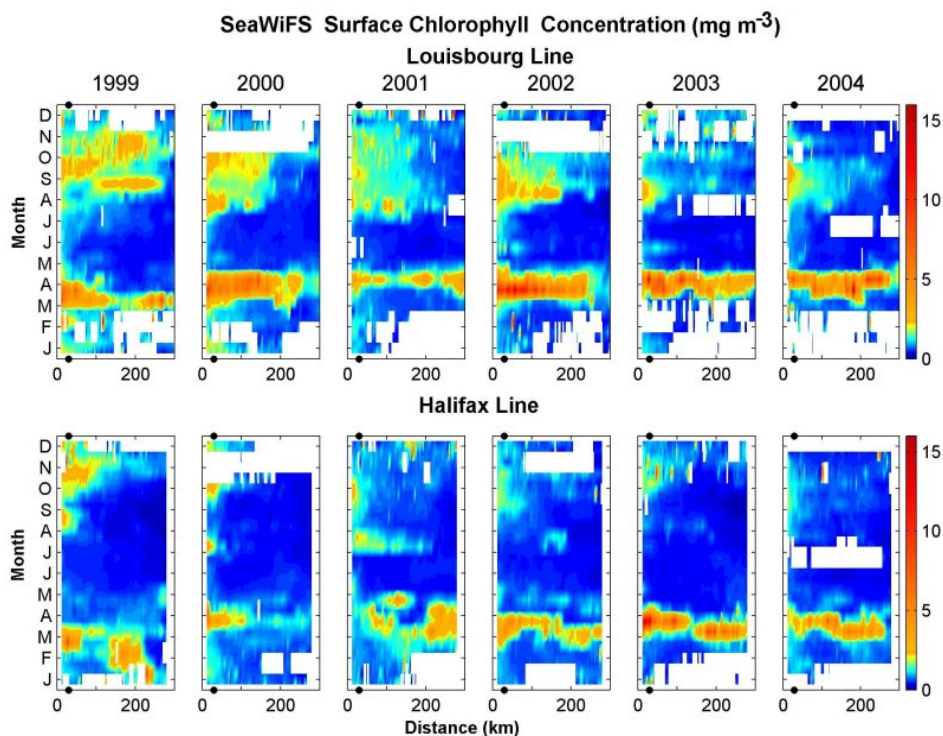 SeaWiFS Surface Chlorophyll Concentration (mg m⁻³)
Louisbourg Line
1999 2000 2001 2002 2003 2004
Month
D
N
O
S
A
J
J
M
A
M
F
J
0 200 0 200 0 200 0 200 0 200 0 200
15
10
5
0
Halifax Line
Month
D
N
O
S
A
J
J
M
A
M
F
J
0 200 0 200 0 200 0 200 0 200 0 200
15
10
5
0
Distance (km)